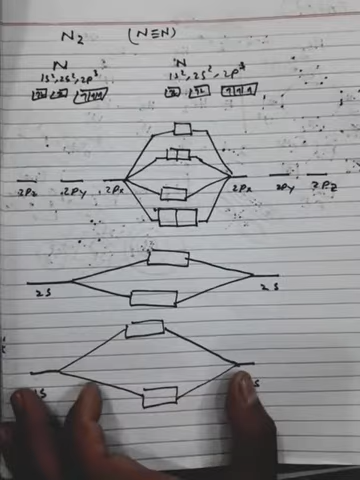 N2 (N≡N)
N N
1s², 2s², 2p³ 1s², 2s², 2p³
2Pz 2Py 2Px 2Px 2Py 2Pz
2s 2s
1s s